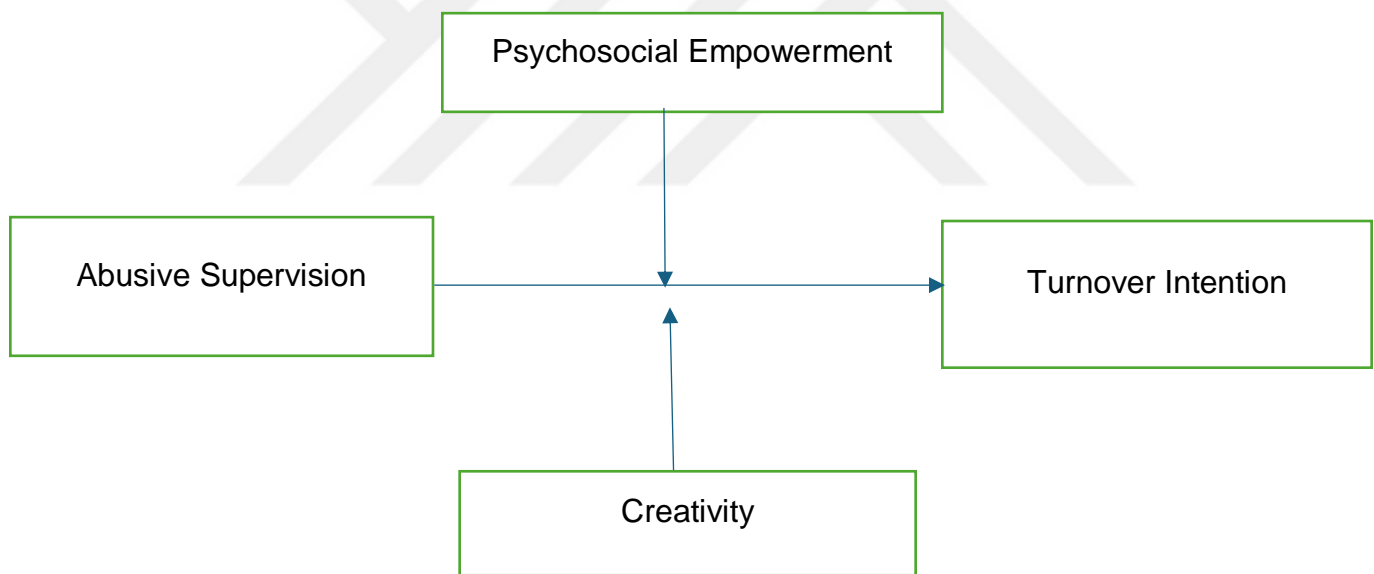 Psychosocial Empowerment
Abusive Supervision
Turnover Intention
Creativity